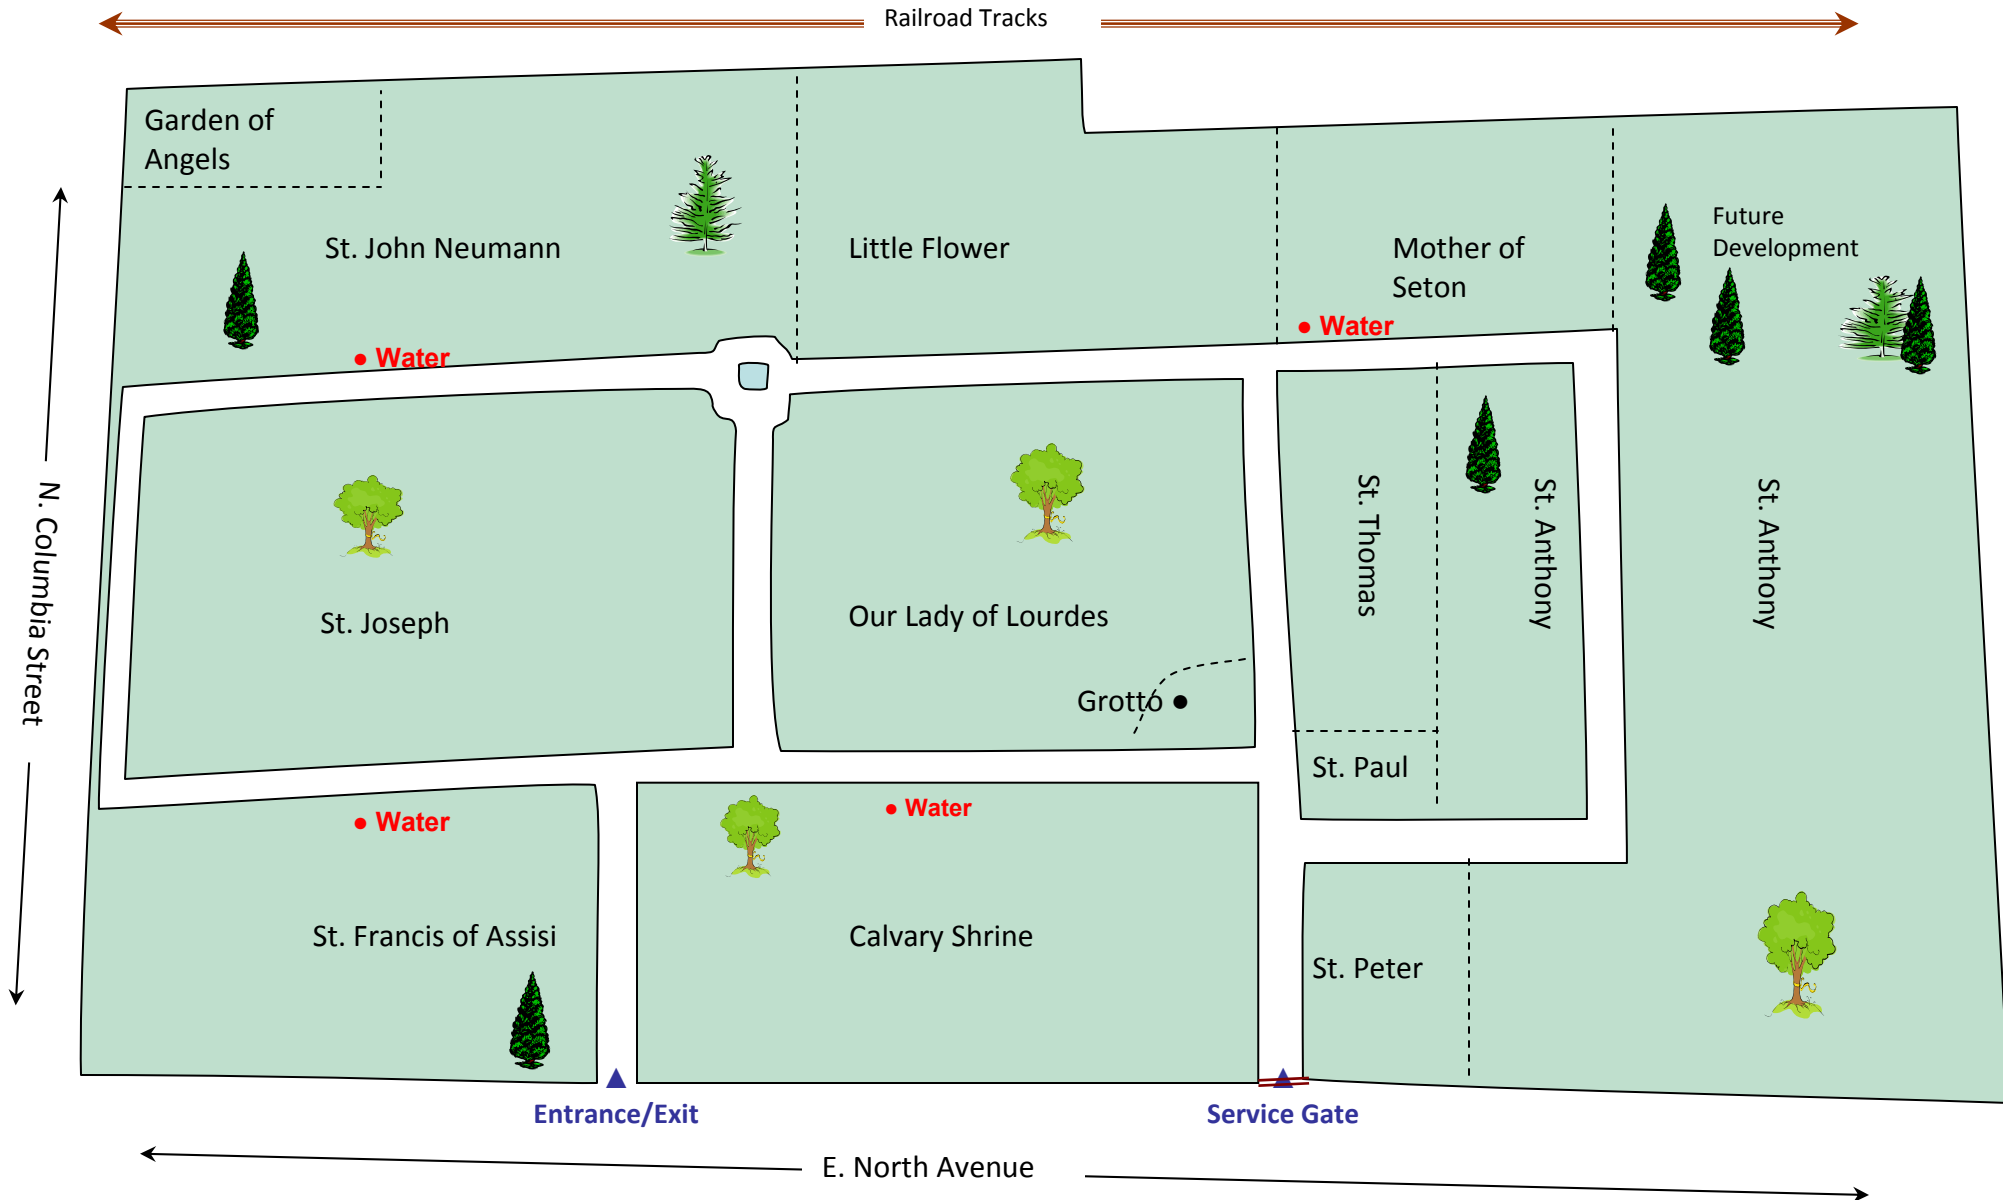 Railroad Tracks
Garden of
Angels
St. John Neumann
Little Flower
Mother of
Seton
Future
Development
• Water
• Water
N. Columbia Street
St. Joseph
Our Lady of Lourdes
Grotto •
St. Thomas
St. Anthony
St. Anthony
St. Paul
• Water
• Water
St. Francis of Assisi
Calvary Shrine
St. Peter
Entrance/Exit
Service Gate
E. North Avenue